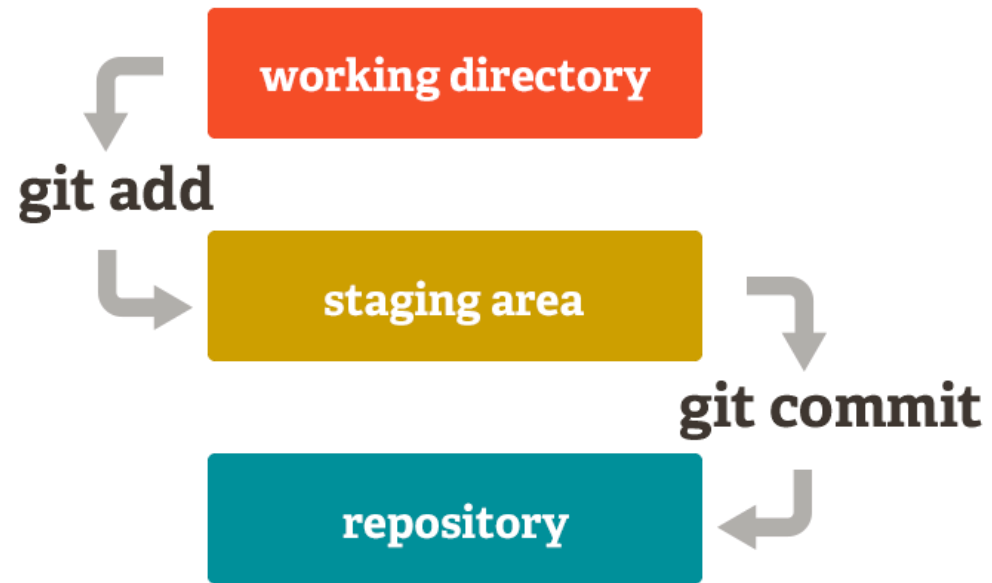 working directory
git add
staging area
git commit
repository